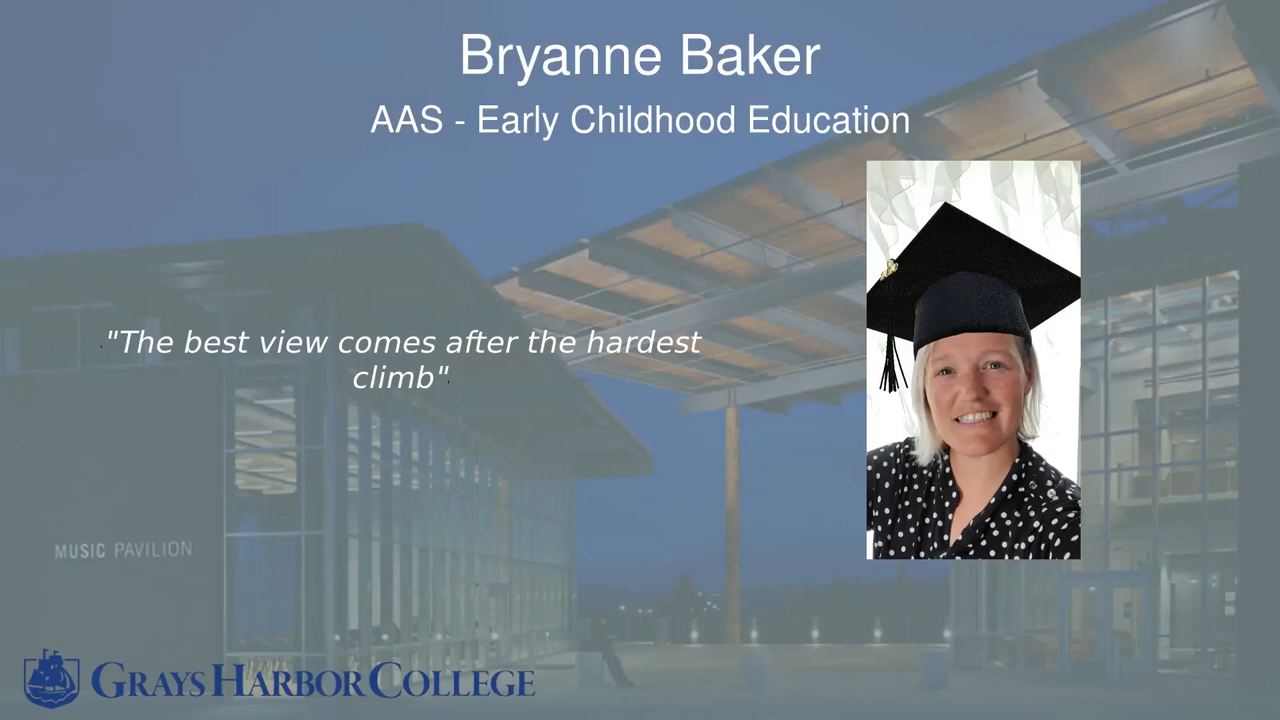 Bryanne Baker
AAS - Early Childhood Education
"The best view comes after the hardest
climb"
MUSIC PAVILION
GRAYS HARBOR COLLEGE